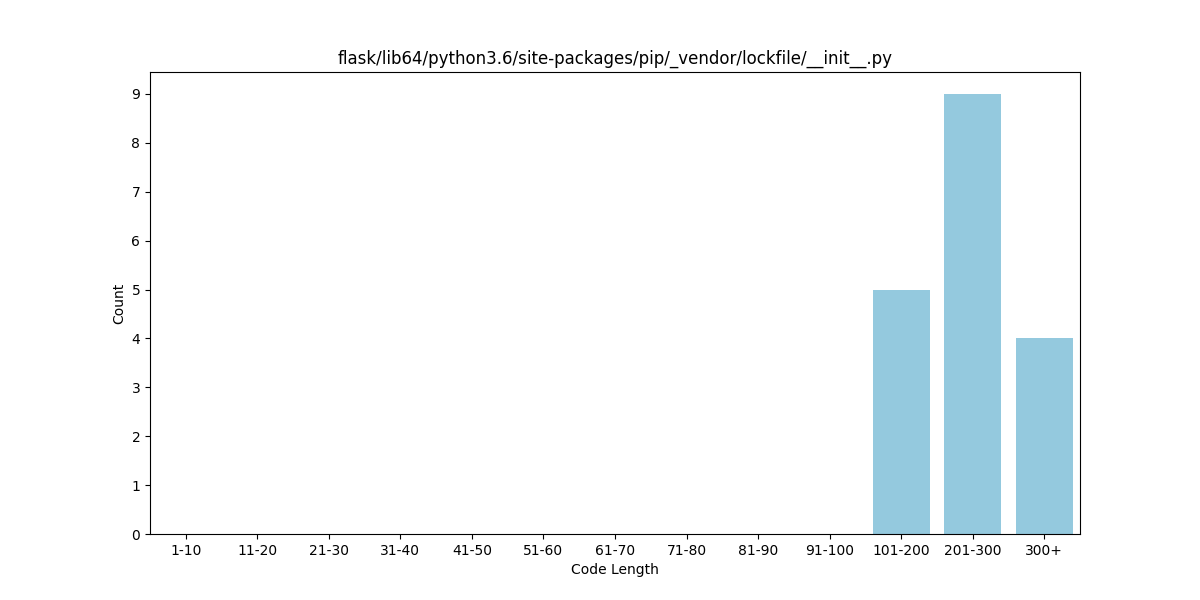 flask/lib64/python3.6/site-packages/pip/_vendor/lockfile/__init__.py
Count
9
8
7
6
5
4
3
2
1
0
1-10 11-20 21-30 31-40 41-50 51-60 61-70 71-80 81-90 91-100 101-200 201-300 300+
Code Length